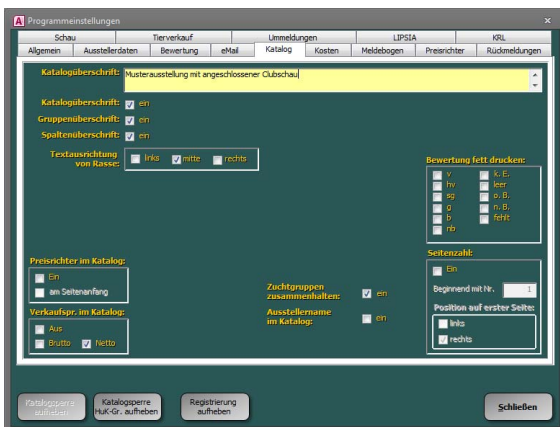 Programmeinstellungen
Schau Tierverkauf Ummeldungen LIPSIA KRL
Allgemein Ausstellerdaten Bewertung eMail Katalog Kosten Meldebogen Preisrichter Rückmeldungen
Katalogüberschrift: Musterausstellung mit angeschlossener Clubschau
Katalogüberschrift: ein
Gruppenüberschrift: ein
Spaltenüberschrift: ein
Textausrichtung
von Rasse: links mitte rechts
Bewertung fett drucken:
v k. E.
hv leer
sg o. B.
g n. B.
b fehlt
nb
Preisrichter im Katalog:
Ein
am Seitenanfang
Verkaufspr. im Katalog:
Aus
Brutto Netto
Zuchtgruppen
zusammenhalten: ein
Ausstellername
im Katalog: ein
Seitenzahl:
Ein
Beginnend mit Nr. 1
Position auf erster Seite:
links
rechts
Katalogsperre
aufheben
Katalogsperre
HuK-Gr. aufheben
Registrierung
aufheben
Schließen